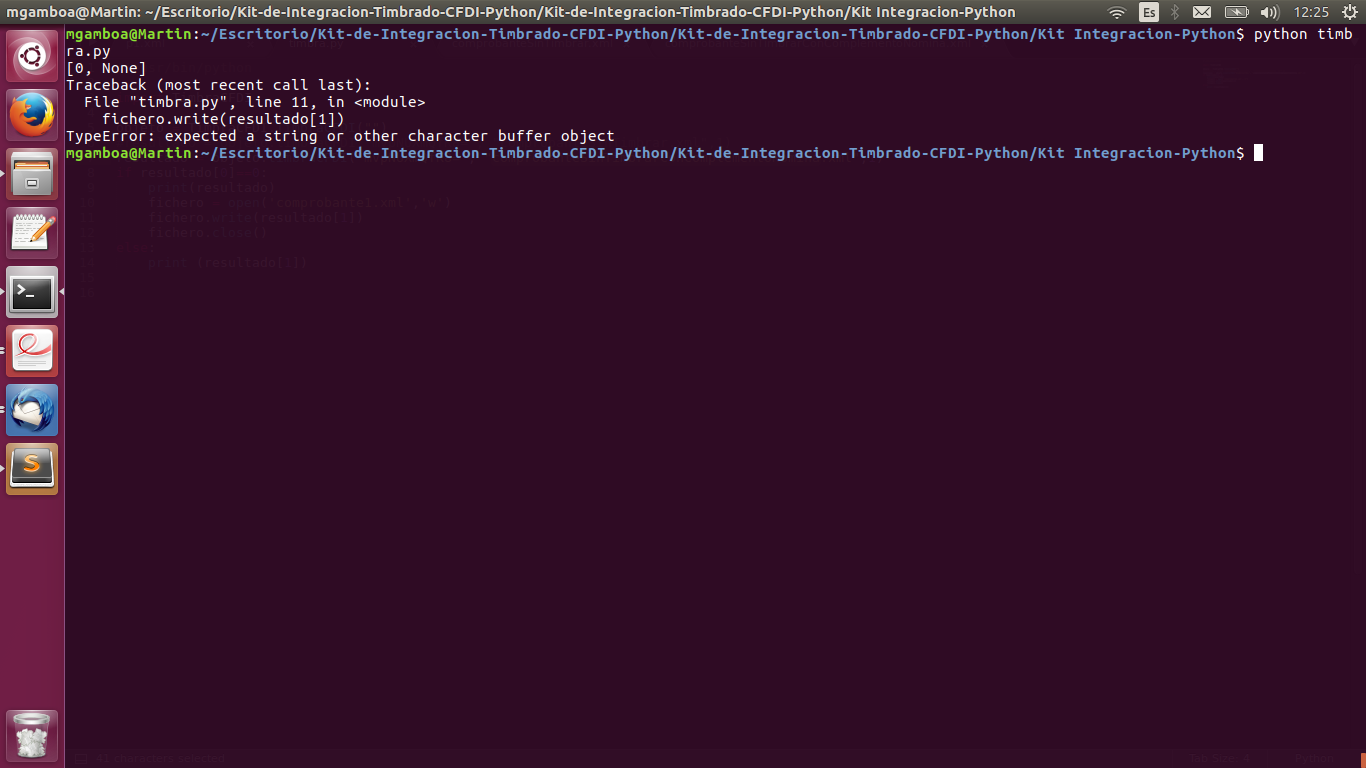 mgamboa@Martin: ~/Escritorio/Kit-de-Integracion-Timbrado-CFDI-Python/Kit-de-Integracion-Timbrado-CFDI-Python/Kit Integracion-Python
Es
12:25
mgamboa@Martin:~/Escritorio/Kit-de-Integracion-Timbrado-CFDI-Python/Kit-de-Integracion-Timbrado-CFDI-Python/Kit Integracion-Python$ python timb
ra.py
[0, None]
Traceback (most recent call last):
  File "timbra.py", line 11, in <module>
    fichero.write(resultado[1])
TypeError: expected a string or other character buffer object
mgamboa@Martin:~/Escritorio/Kit-de-Integracion-Timbrado-CFDI-Python/Kit-de-Integracion-Timbrado-CFDI-Python/Kit Integracion-Python$